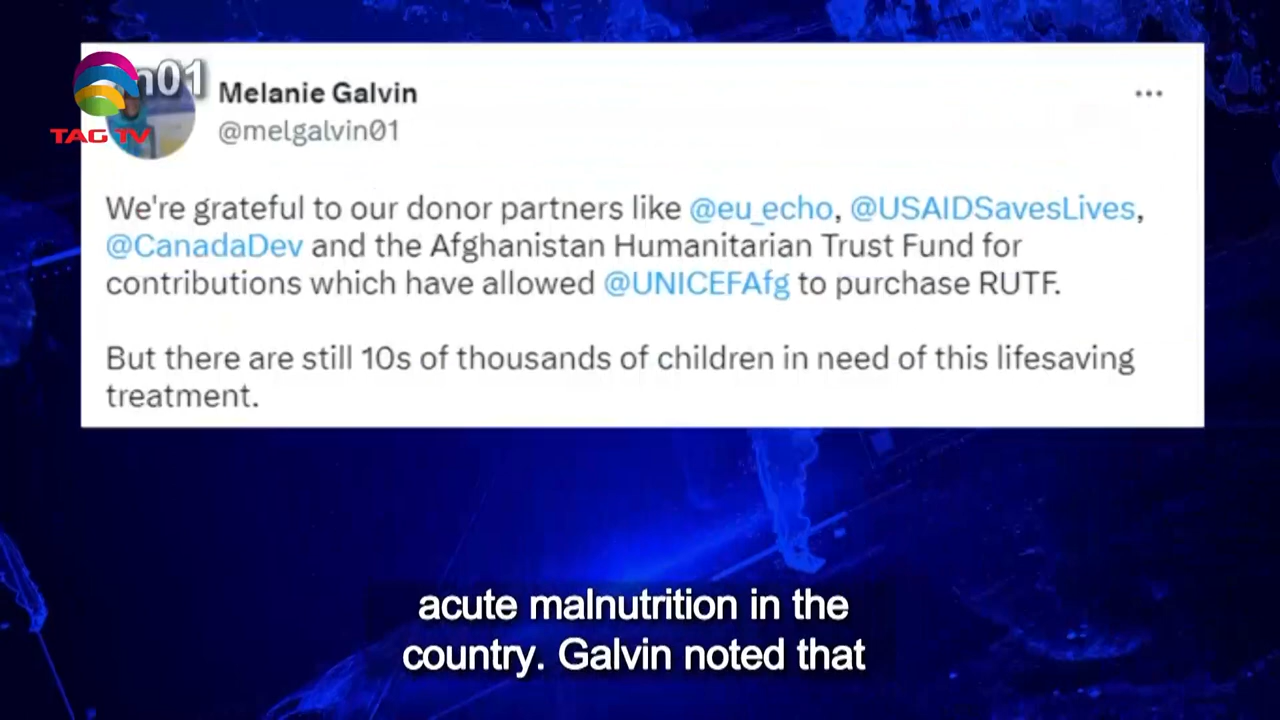 n01
TAG TV
Melanie Galvin
@melgalvin01
We're grateful to our donor partners like @eu_echo, @USAIDSavesLives,
@CanadaDev and the Afghanistan Humanitarian Trust Fund for
contributions which have allowed @UNICEFAfg to purchase RUTF.
But there are still 10s of thousands of children in need of this lifesaving
treatment.
acute malnutrition in the
country. Galvin noted that